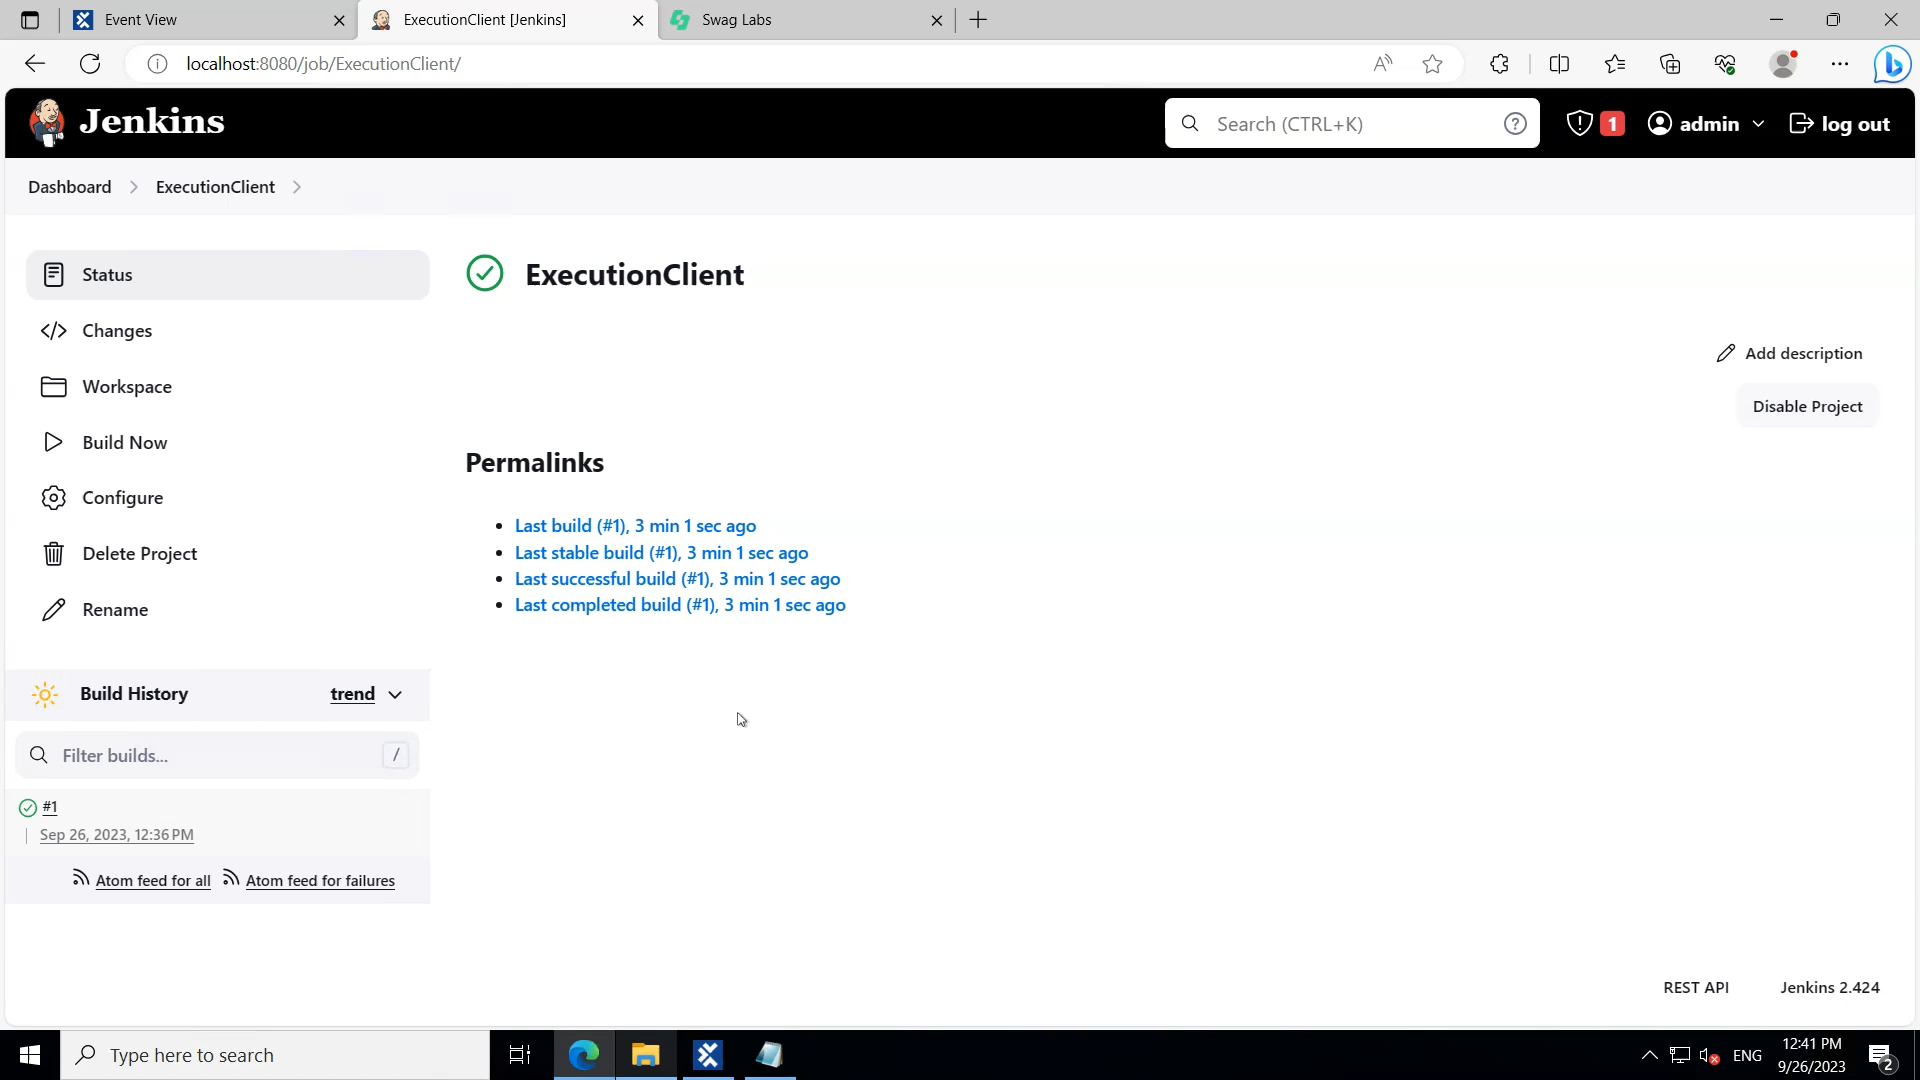 Event View
ExecutionClient [Jenkins]
Swag Labs
localhost:8080/job/ExecutionClient/
Jenkins
Search (CTRL+K)
1
admin
log out
Dashboard
ExecutionClient
Status
ExecutionClient
Changes
Add description
Workspace
Disable Project
Build Now
Permalinks
Configure
Last build (#1), 3 min 1 sec ago
Delete Project
Last stable build (#1), 3 min 1 sec ago
Last successful build (#1), 3 min 1 sec ago
Rename
Last completed build (#1), 3 min 1 sec ago
Build History
trend
Filter builds...
/
#1
Sep 26, 2023, 12:36 PM
Atom feed for all
Atom feed for failures
REST API
Jenkins 2.424
Type here to search
ENG
12:41 PM
9/26/2023
2